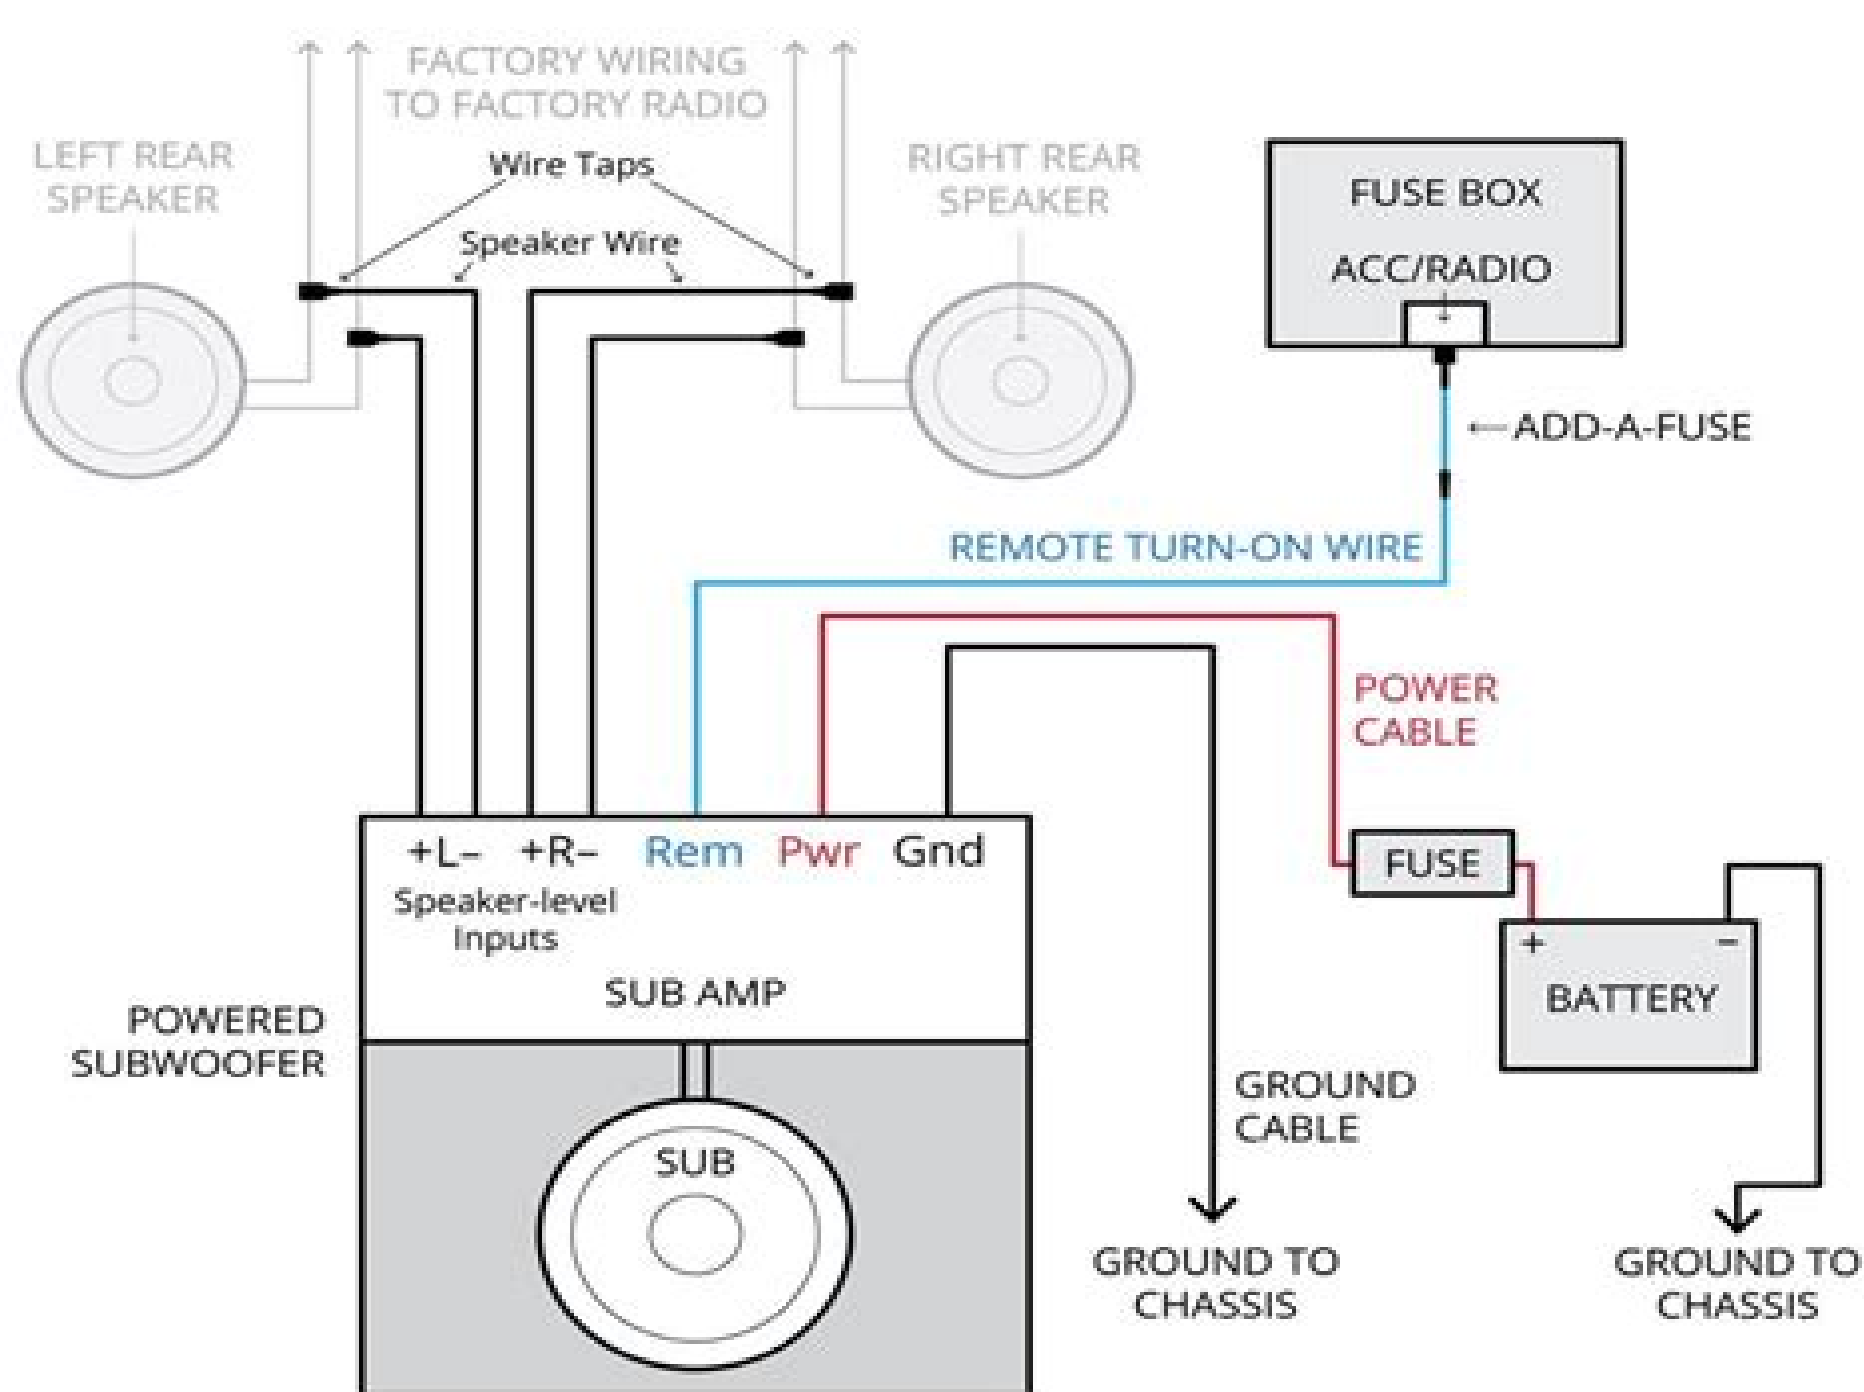 FACTORY WIRING
TO FACTORY RADIO
LEFT REAR
SPEAKER
Wire Taps
Speaker Wire
RIGHT REAR
SPEAKER
FUSE BOX
ACC/RADIO
ADD-A-FUSE
REMOTE TURN-ON WIRE
POWER
CABLE
+L– +R– Rem Pwr Gnd
Speaker-level
Inputs
SUB AMP
FUSE
+ –
BATTERY
POWERED
SUBWOOFER
GROUND
CABLE
SUB
GROUND TO
CHASSIS
GROUND TO
CHASSIS